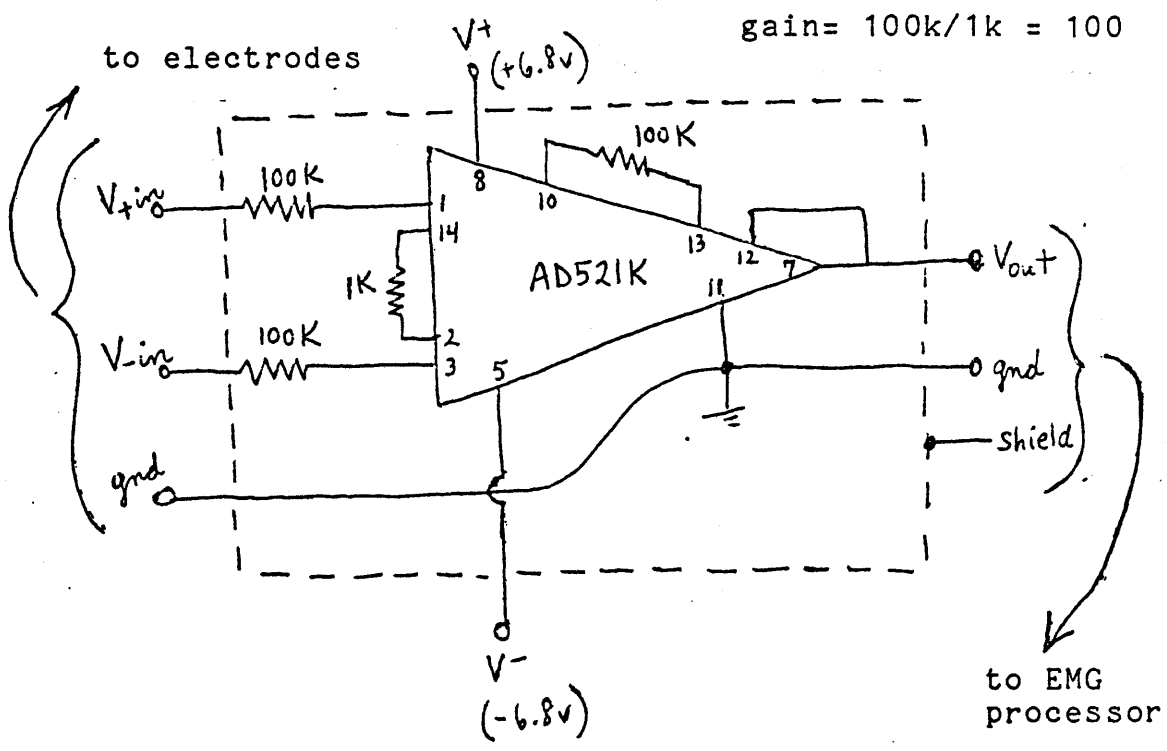 gain= 100k/1k = 100
to electrodes
V+
(+6.8v)
100K
100K
V+in
8
10
1
14
13
12
7
1K
AD521K
11
Vout
100K
V-in
2
3
5
gnd
shield
gnd
V-
(-6.8v)
to EMG
processor